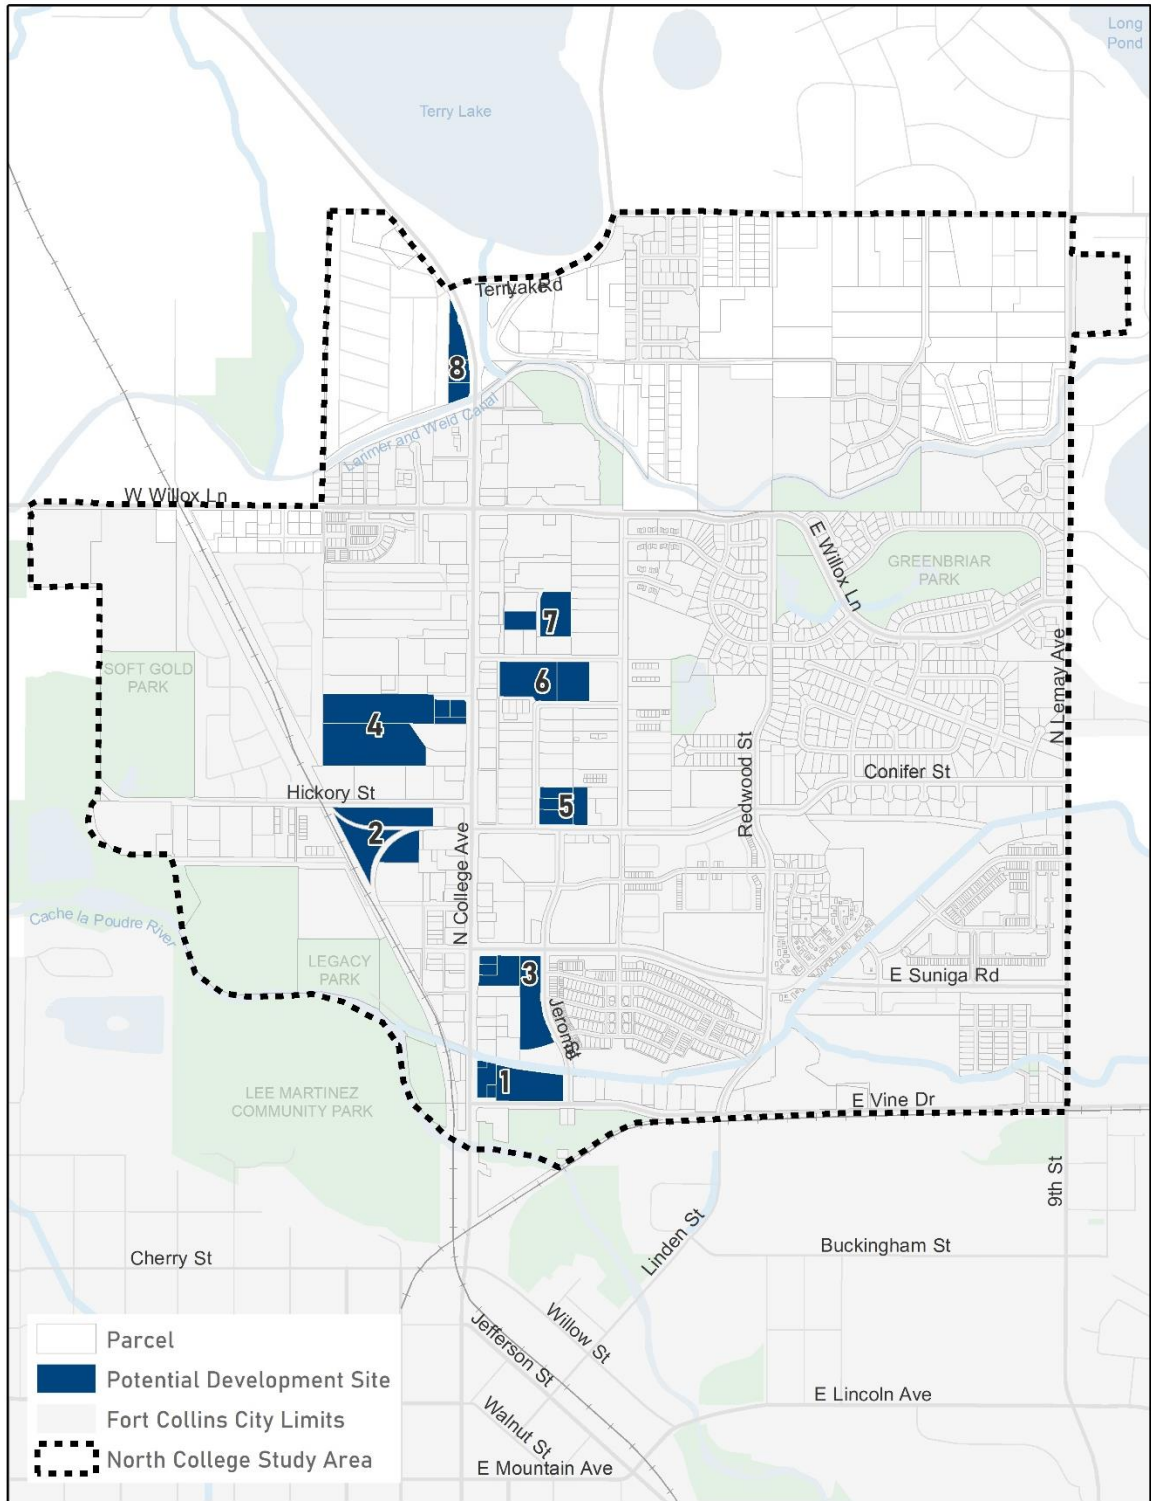 Long
Pond
Terry Lake
Terry Lake Rd
8
Larimer and Weld Canal
W Willox Ln
E Willox Ln
GREENBRIAR
PARK
7
N Lemay Ave
SOFT GOLD
PARK
6
4
Redwood St
Conifer St
Hickory St
5
2
N College Ave
Cache la Poudre River
LEGACY
PARK
3
E Suniga Rd
Jerome St
1
LEE MARTINEZ
COMMUNITY PARK
E Vine Dr
9th St
Linden St
Buckingham St
Cherry St
Willow St
Jefferson St
E Lincoln Ave
Walnut St
E Mountain Ave
Parcel
Potential Development Site
Fort Collins City Limits
North College Study Area